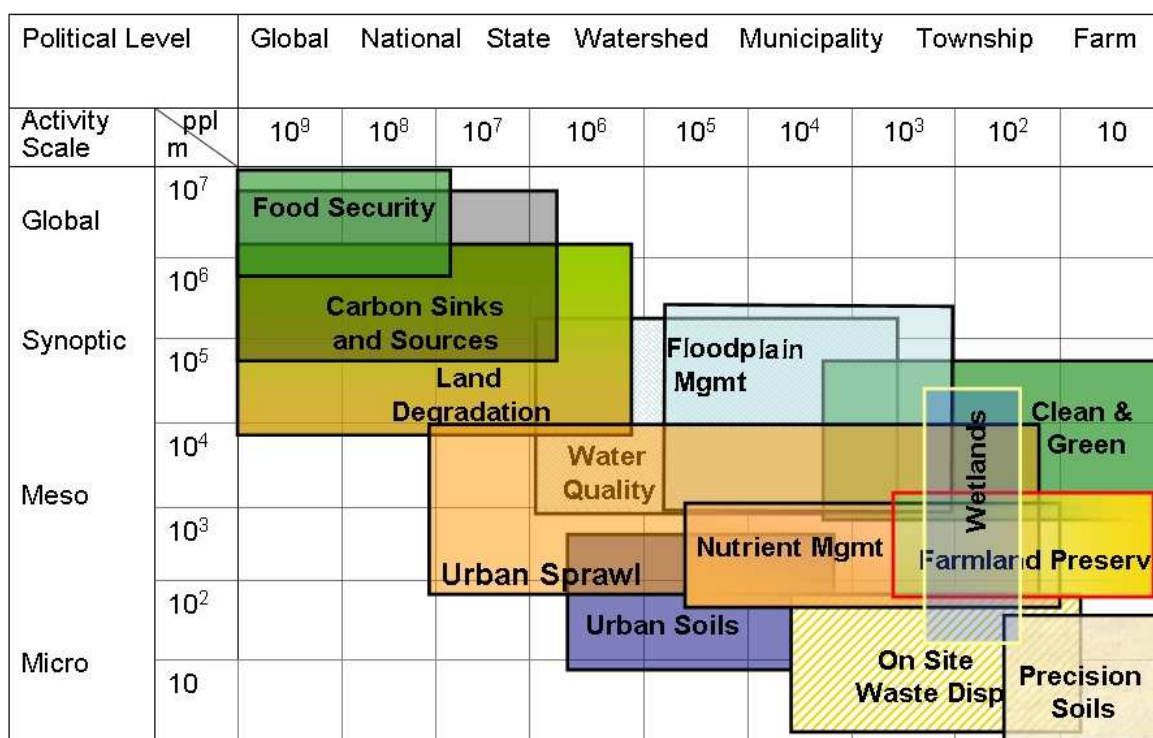 Political Level Global National State Watershed Municipality Township Farm
Activity Scale ppl m 10⁹ 10⁸ 10⁷ 10⁶ 10⁵ 10⁴ 10³ 10² 10
10⁷
Global
Food Security
10⁶
Carbon Sinks
and Sources
Synoptic
10⁵
Floodplain
Mgmt
Land
Degradation
Clean &
Green
10⁴
Water
Quality
Wetlands
Meso
10³
Nutrient Mgmt
Farmland Preserv
Urban Sprawl
10²
Urban Soils
Micro
10
On Site
Waste Disp
Precision
Soils